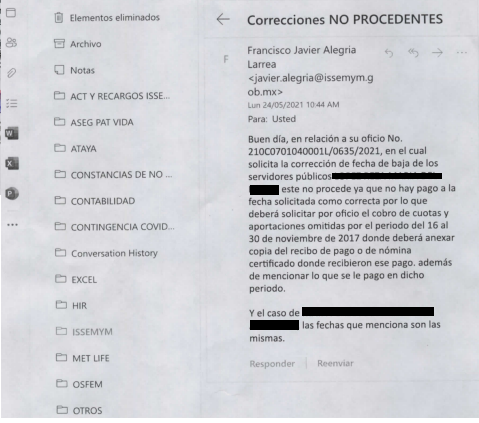 Elementos eliminados
Archivo
Notas
ACT Y RECARGOS ISSE...
ASEG PAT VIDA
ATAYA
CONSTANCIAS DE NO ...
CONTABILIDAD
CONTINGENCIA COVID...
Conversation History
EXCEL
HIR
ISSEMYM
MET LIFE
OSFEM
OTROS
Correcciones NO PROCEDENTES
F
Francisco Javier Alegria
Larrea
<javier.alegria@issemym.g
ob.mx>
Lun 24/05/2021 10:44 AM
Para: Usted
Buen día, en relación a su oficio No.
210C0701040001L/0635/2021, en el cual
solicita la corrección de fecha de baja de los
servidores públicos
este no procede ya que no hay pago a la
fecha solicitada como correcta por lo que
deberá solicitar por oficio el cobro de cuotas y
aportaciones omitidas por el periodo del 16 al
30 de noviembre de 2017 donde deberá anexar
copia del recibo de pago o de nómina
certificado donde recibieron ese pago. además
de mencionar lo que se le pago en dicho
periodo.
Y el caso de
las fechas que menciona son las
mismas.
Responder
Reenviar
W
X
P